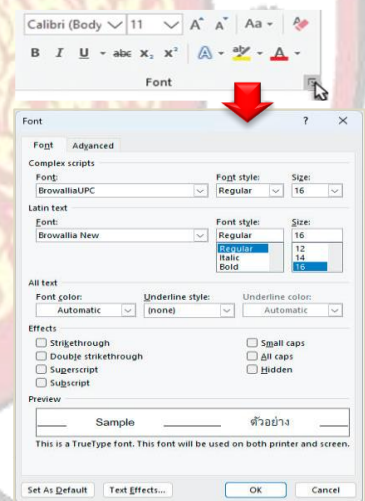 Calibri (Body 11 A^ A˅ Aa
B I U abc X₂ X² A ab A
Font
Font ? ×
Font Advanced
Complex scripts
Font: Font style: Size:
BrowalliaUPC Regular 16
Latin text
Font: Font style: Size:
Browallia New Regular 16
Regular 12
Italic 14
Bold 16
All text
Font color: Underline style: Underline color:
Automatic (none) Automatic
Effects
Strikethrough Small caps
Double strikethrough All caps
Superscript Hidden
Subscript
Preview
Sample ตัวอย่าง
This is a TrueType font. This font will be used on both printer and screen.
Set As Default Text Effects... OK Cancel